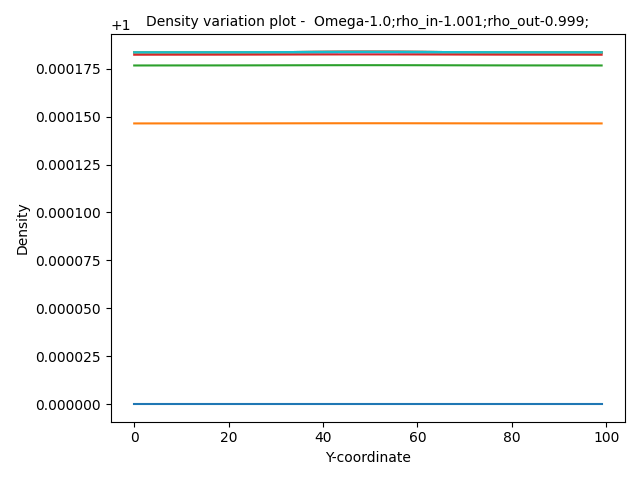 Density variation plot -  Omega-1.0;rho_in-1.001;rho_out-0.999;
+1
0.000175
0.000150
0.000125
0.000100
0.000075
0.000050
0.000025
0.000000
Density
0 20 40 60 80 100
Y-coordinate